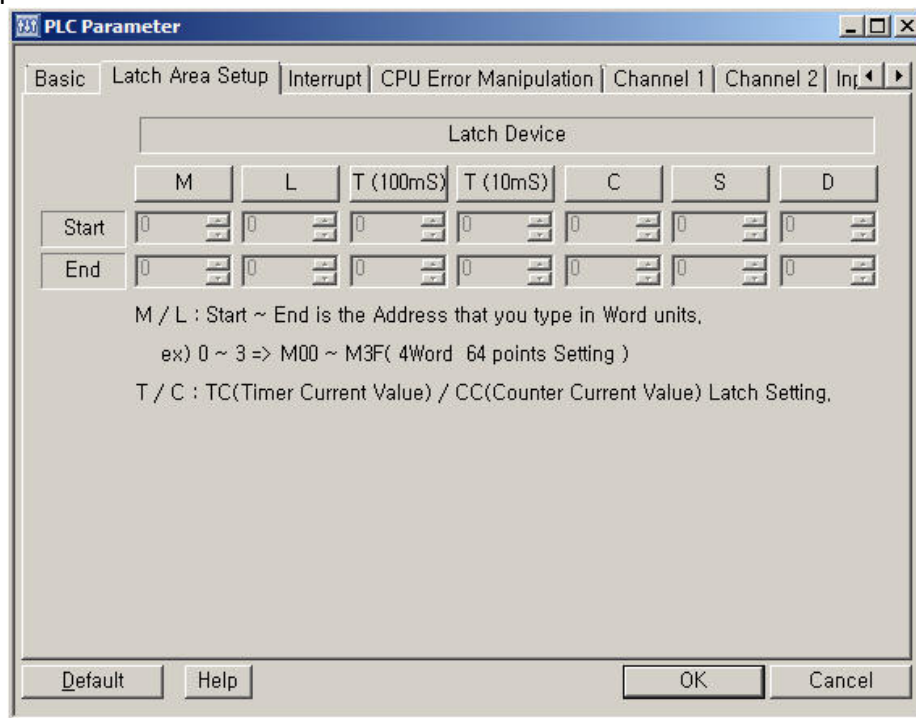 PLC Parameter
Basic Latch Area Setup Interrupt CPU Error Manipulation Channel 1 Channel 2
Latch Device
M L T (100mS) T (10mS) C S D
Start 0 0 0 0 0 0 0
End 0 0 0 0 0 0 0
M / L : Start ~ End is the Address that you type in Word units,
ex) 0 ~ 3 => M00 ~ M3F( 4Word 64 points Setting )
T / C : TC(Timer Current Value) / CC(Counter Current Value) Latch Setting,
Default Help OK Cancel